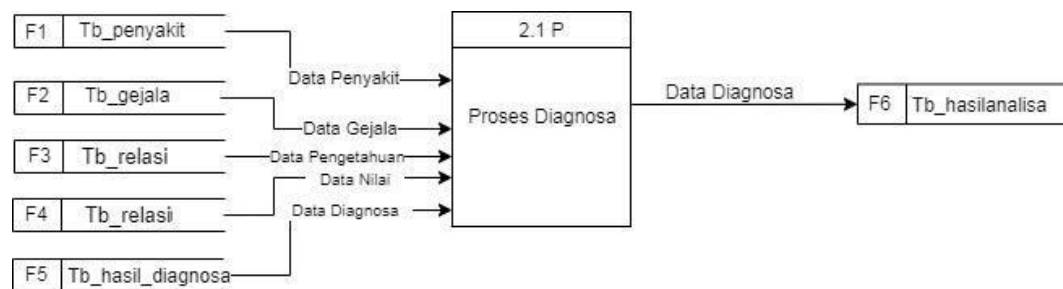 F1 Tb_penyakit
Data Penyakit
F2 Tb_gejala
Data Gejala
F3 Tb_relasi
Data Pengetahuan
F4 Tb_relasi
Data Nilai
F5 Tb_hasil_diagnosa
Data Diagnosa
2.1 P
Proses Diagnosa
Data Diagnosa
F6 Tb_hasilanalisa